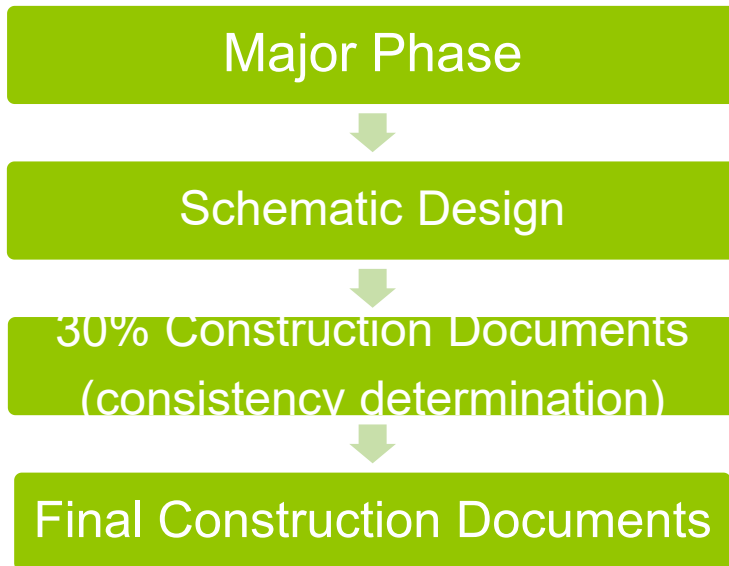 Major Phase
Schematic Design
30% Construction Documents
(consistency determination)
Final Construction Documents